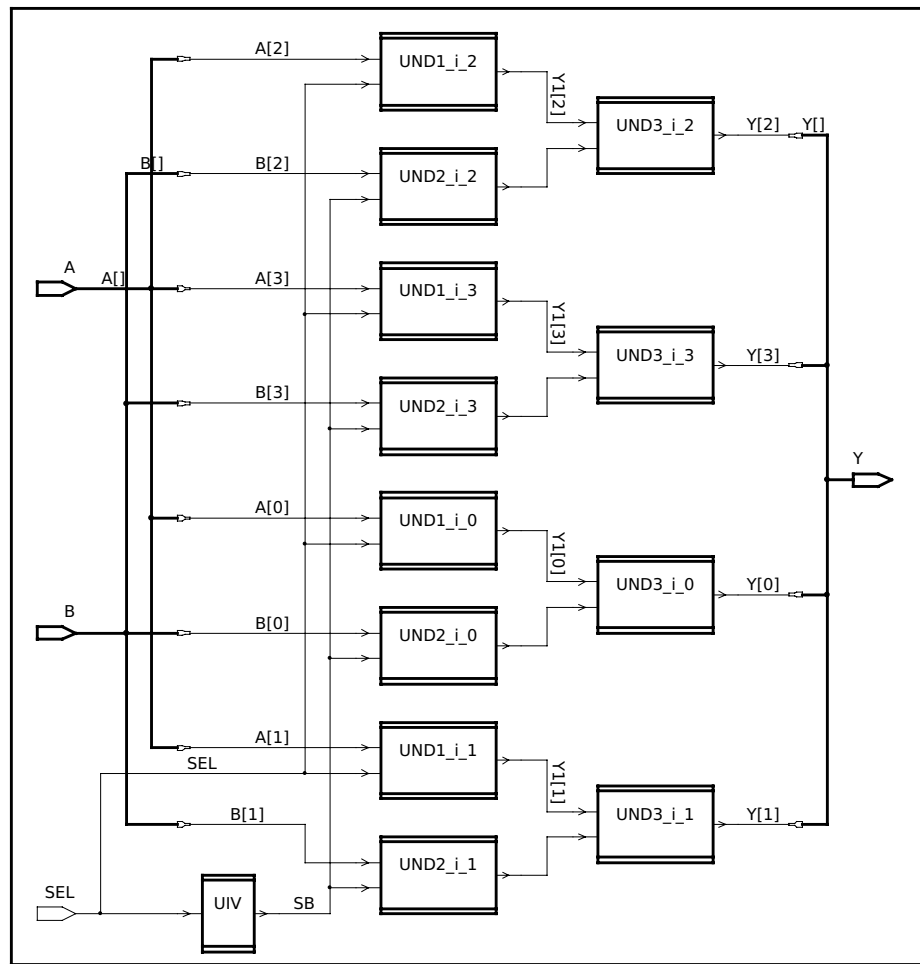 A[2]
UND1_i_2
Y1[2]
UND3_i_2
Y[2]
Y[]
B[]
B[2]
UND2_i_2
A
A[]
A[3]
UND1_i_3
Y1[3]
UND3_i_3
Y[3]
B[3]
UND2_i_3
Y
A[0]
UND1_i_0
Y1[0]
UND3_i_0
Y[0]
B
B[0]
UND2_i_0
A[1]
UND1_i_1
SEL
Y1[1]
UND3_i_1
Y[1]
B[1]
UND2_i_1
SEL
UIV
SB